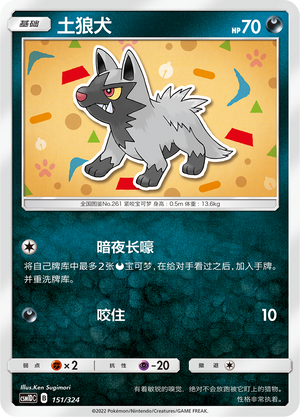 基础 土狼犬 HP 70
全国图鉴No.261 紧咬宝可梦 身高：0.5m 体重：13.6kg
暗夜长嚎
将自己牌库中最多2张宝可梦，在给对手看过之后，加入手牌。
并重洗牌库。
咬住 10
弱点 ×2 抗性 -20 撤退
Illus.Ken Sugimori
151/324
有着敏锐的嗅觉。绝对不会放跑被它盯上的猎物。
性格非常执着。
©2022 Pokémon/Nintendo/Creatures/GAME FREAK.